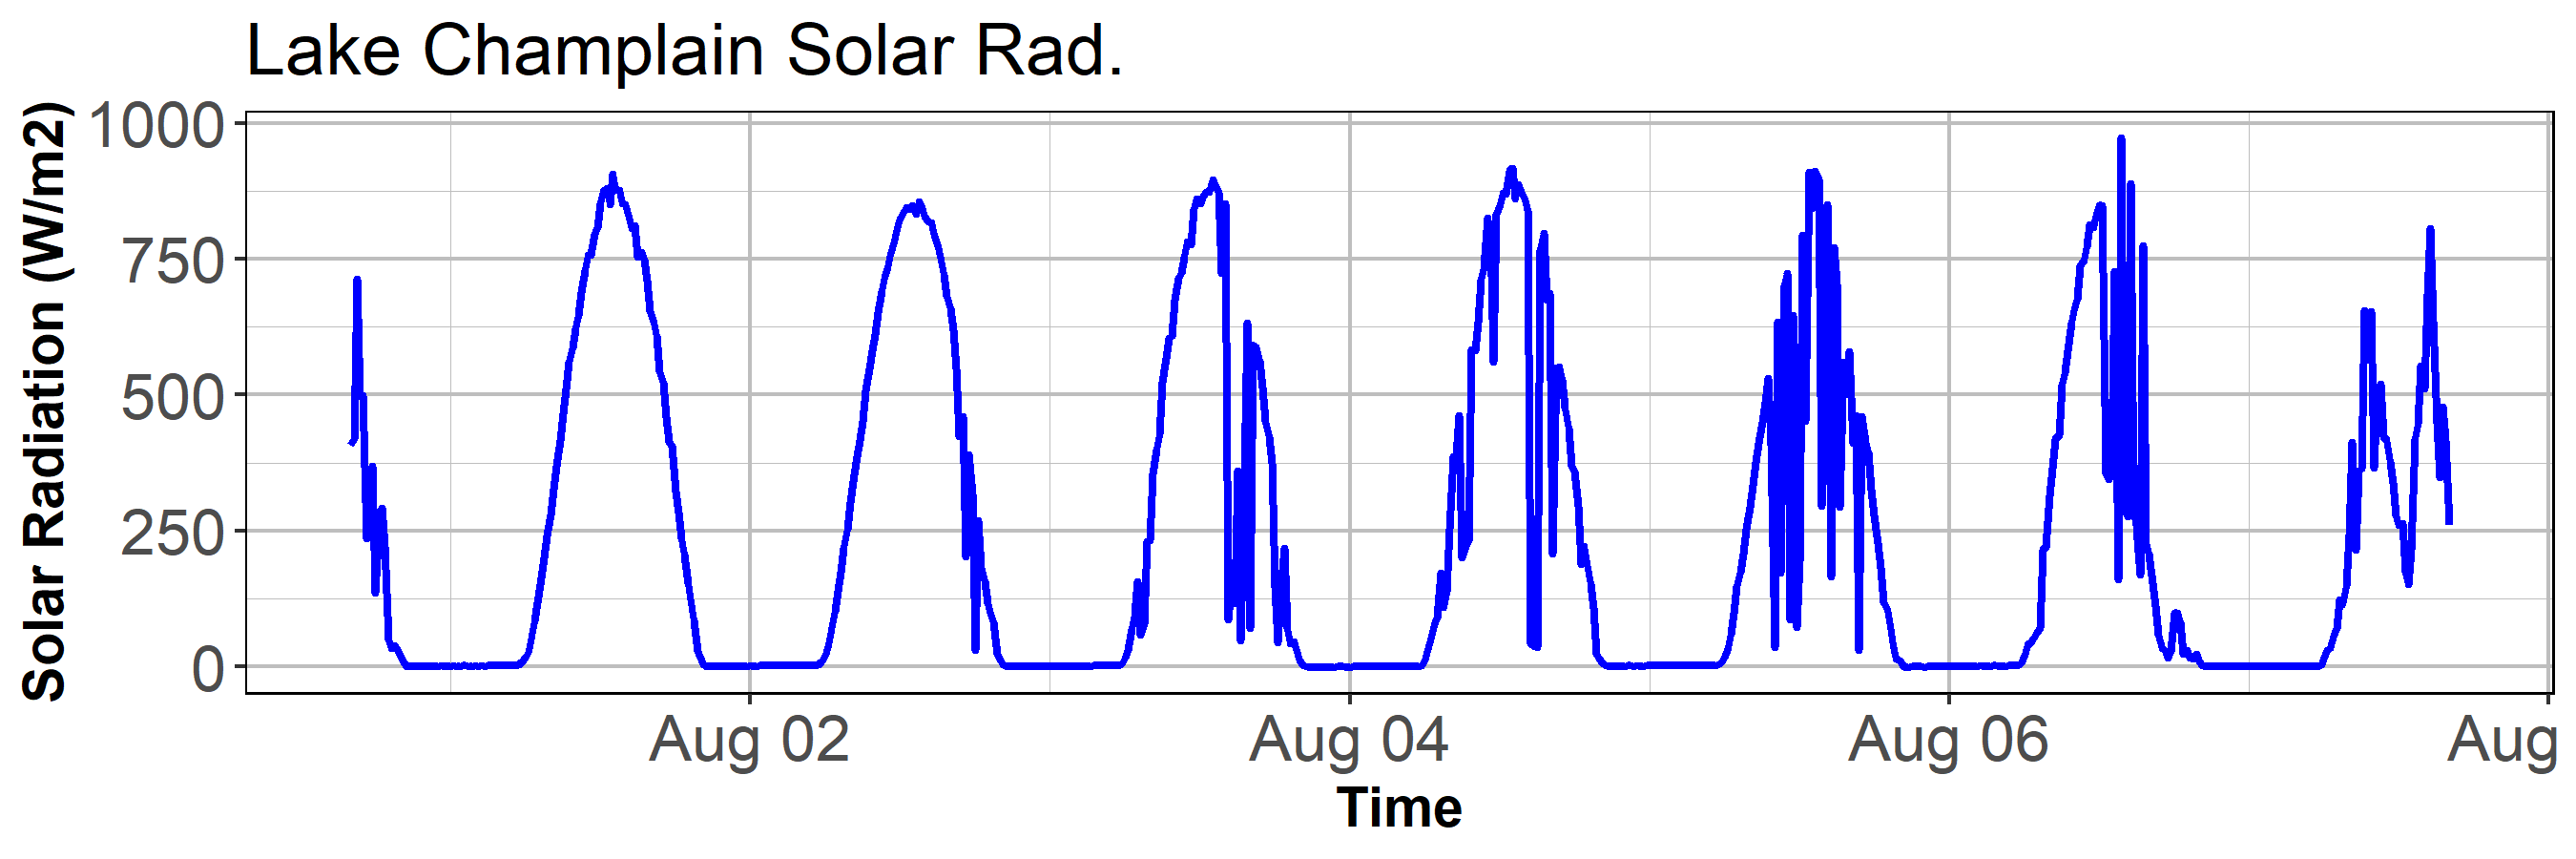 Lake Champlain Solar Rad.
Solar Radiation (W/m2)
1000
750
500
250
0
Aug 02 Aug 04 Aug 06 Aug
Time